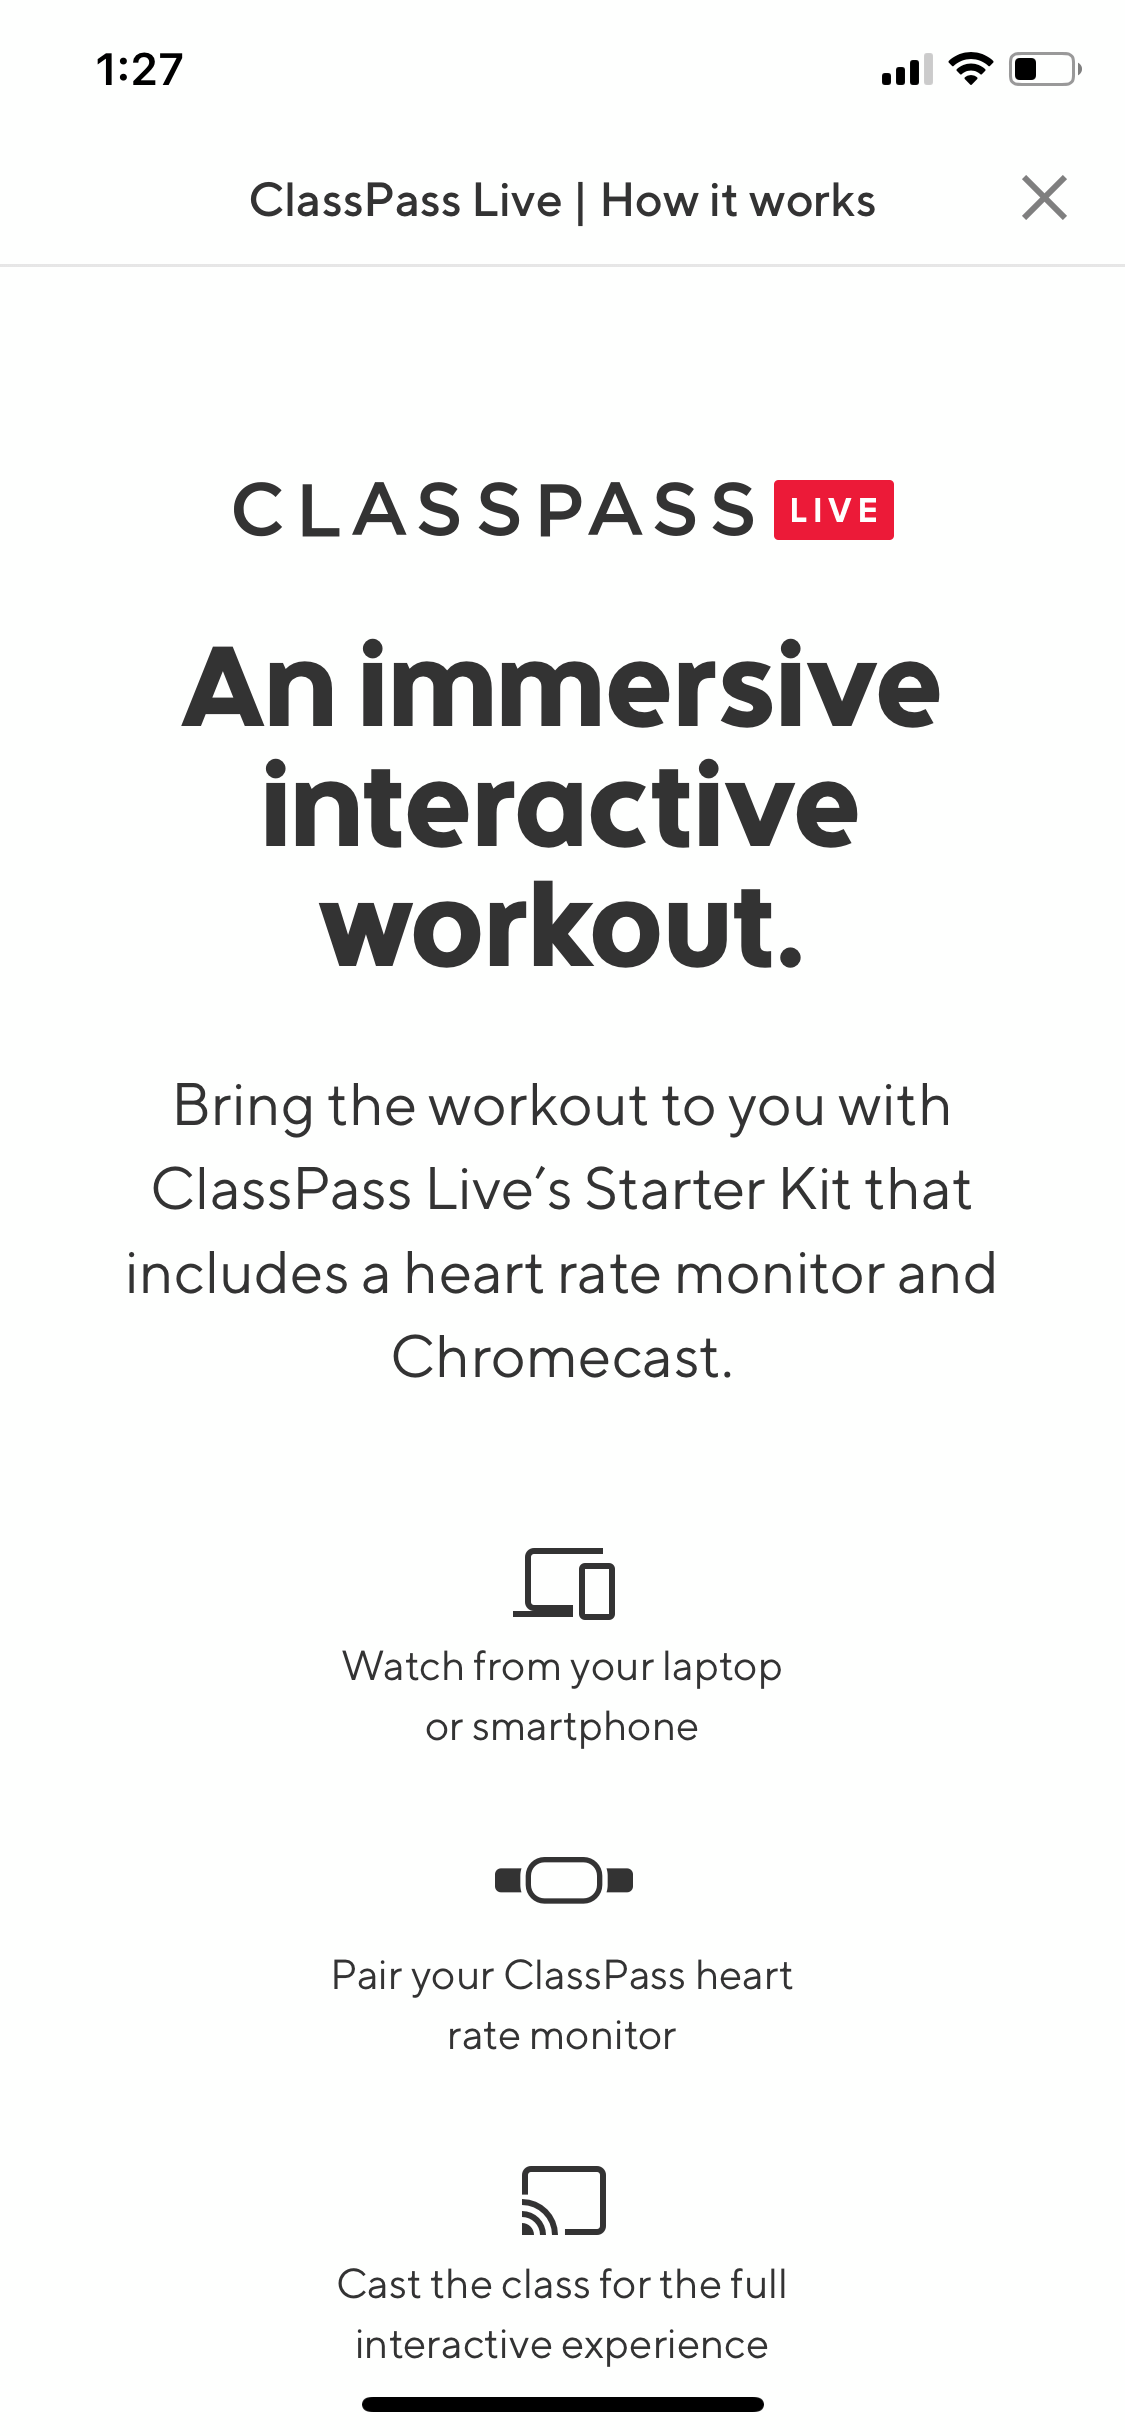 1:27
ClassPass Live | How it works
CLASSPASS LIVE
An immersive
interactive
workout.
Bring the workout to you with
ClassPass Live’s Starter Kit that
includes a heart rate monitor and
Chromecast.
Watch from your laptop
or smartphone
Pair your ClassPass heart
rate monitor
Cast the class for the full
interactive experience